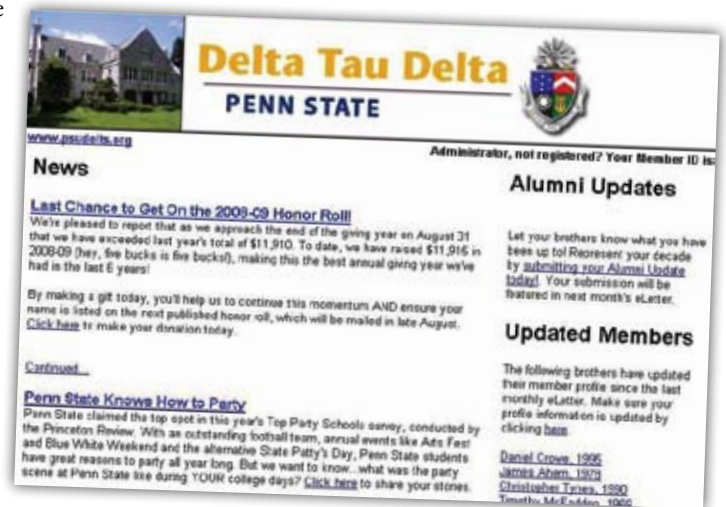 e
Delta Tau Delta
PENN STATE
www.psudelts.org
Administrator, not registered? Your Member ID is:
News
Last Chance to Get On the 2008-09 Honor Roll!
We're pleased to report that as we approach the end of the giving year on August 31
that we have exceeded last year's total of $11,910. To date, we have raised $11,915 in
2008-09 (hey, five bucks is five bucks!), making this the best annual giving year we've
had in the last 6 years!
By making a gift today, you'll help us to continue this momentum AND ensure your
name is listed on the next published honor roll, which will be mailed in late August.
Click here to make your donation today.
Continued...
Penn State Knows How to Party
Penn State claimed the top spot in this year's Top Party Schools survey, conducted by
the Princeton Review. With an outstanding football team, annual events like Arts Fest
and Blue White Weekend and the alternative State Patty's Day, Penn State students
have great reasons to party all year long. But we want to know...what was the party
scene at Penn State like during YOUR college days? Click here to share your stories.
Alumni Updates
Let your brothers know what you have
been up to! Represent your decade
by submitting your Alumni Update
today!. Your submission will be
featured in next month's eLetter.
Updated Members
The following brothers have updated
their member profile since the last
monthly eLetter. Make sure your
profile information is updated by
clicking here
Daniel Crowe, 1995
James Ahern, 1978
Christopher Tynes, 1990
Timothy McFadden,